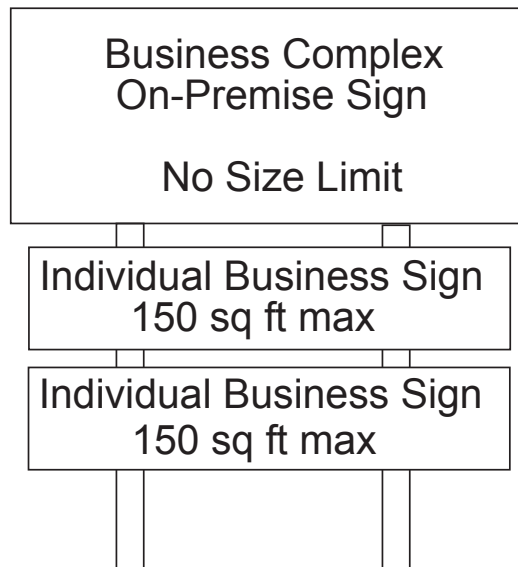 Business Complex
On-Premise Sign
No Size Limit
Individual Business Sign
150 sq ft max
Individual Business Sign
150 sq ft max